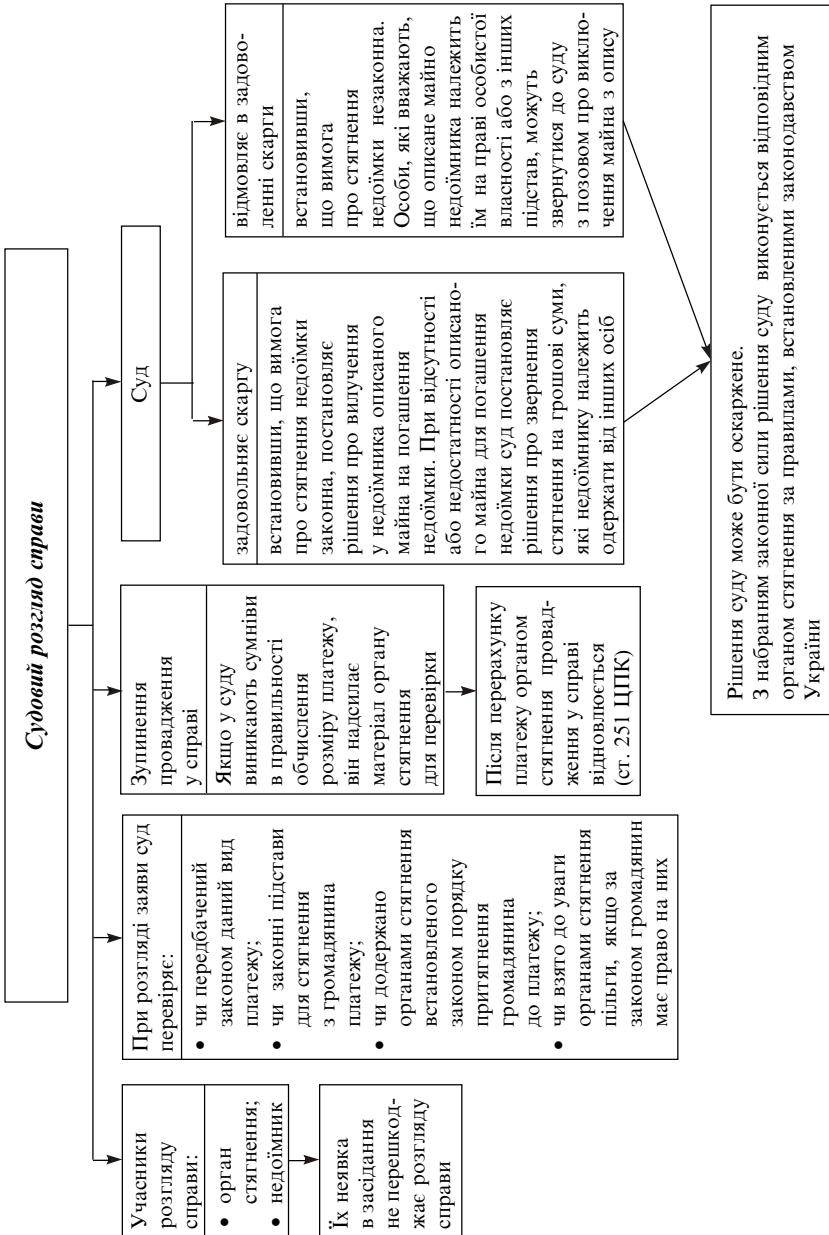 Судовий розгляд справи
Учасники
розгляду
справи:
• орган
стягнення;
• недоїмник
Їх неявка
в засідання
не перешкод-
жає розгляду
справи
При розгляді заяви суд
перевіряє:
• чи передбачений
законом даний вид
платежу;
• чи законні підстави
для стягнення
з громадянина
платежу;
• чи додержано
органами стягнення
встановленого
законом порядку
притягнення
громадянина
до платежу;
• чи взято до уваги
органами стягнення
пільги, якщо за
законом громадянин
має право на них
Зупинення
провадження
у справі
Якщо у суду
виникають сумніви
в правильності
обчислення
розміру платежу,
він надсилає
матеріал органу
стягнення
для перевірки
Після перерахунку
платежу органом
стягнення провад-
ження у справі
відновлюється
(ст. 251 ЦПК)
Суд
задовольняє скаргу
встановивши, що вимога
про стягнення недоїмки
законна, постановляє
рішення про вилучення
у недоїмника описаного
майна на погашення
недоїмки. При відсутності
або недостатності описано-
го майна для погашення
недоїмки суд постановляє
рішення про звернення
стягнення на грошові суми,
які недоїмнику належить
одержати від інших осіб
відмовляє в задово-
ленні скарги
встановивши,
що вимога
про стягнення
недоїмки незаконна.
Особи, які вважають,
що описане майно
недоїмника належить
їм на праві особистої
власності або з інших
підстав, можуть
звернутися до суду
з позовом про виклю-
чення майна з опису
Рішення суду може бути оскаржене.
З набранням законної сили рішення суду виконується відповідним
органом стягнення за правилами, встановленими законодавством
України